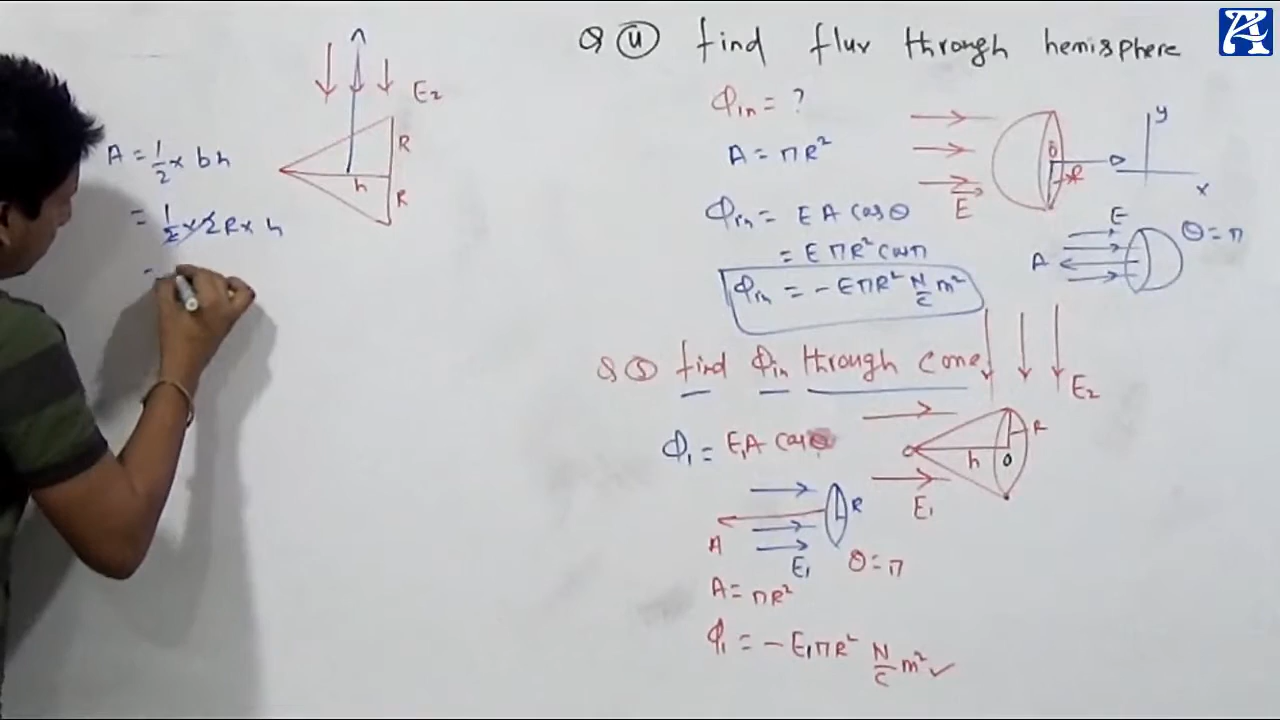 Q ④ find flux through hemisphere
Φin = ?
A = πR²
Φin = EA cosθ
= EπR² cosπ
Φin = -EπR² N/C m²
E
O
R
y
x
E
A
θ = π
Q ⑤ find Φin through Cone
E₂
R
h
O
E₁
Φ₁ = E₁A cosθ
R
A
E₁
θ = π
A = πR²
Φ₁ = -E₁πR² N/C m² ✓
E₂
R
h
R
A = 1/2 × bh
= 1/2 × 2R × h
=
A